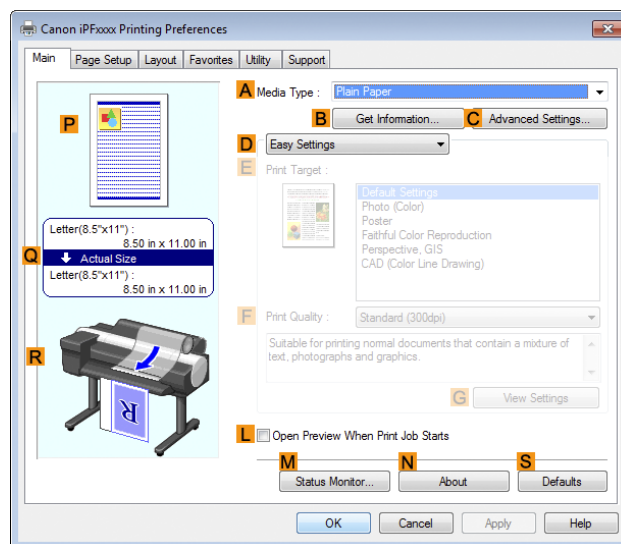 Canon iPFxxxx Printing Preferences
Main Page Setup Layout Favorites Utility Support
A Media Type : Plain Paper
B Get Information... C Advanced Settings...
D Easy Settings
E Print Target :
Default Settings
Photo (Color)
Poster
Faithful Color Reproduction
Perspective, GIS
CAD (Color Line Drawing)
F Print Quality : Standard (300dpi)
Suitable for printing normal documents that contain a mixture of
text, photographs and graphics.
G View Settings
P
Q
Letter(8.5"x11") :
8.50 in x 11.00 in
Actual Size
Letter(8.5"x11") :
8.50 in x 11.00 in
R
R
L Open Preview When Print Job Starts
M Status Monitor... N About S Defaults
OK Cancel Apply Help